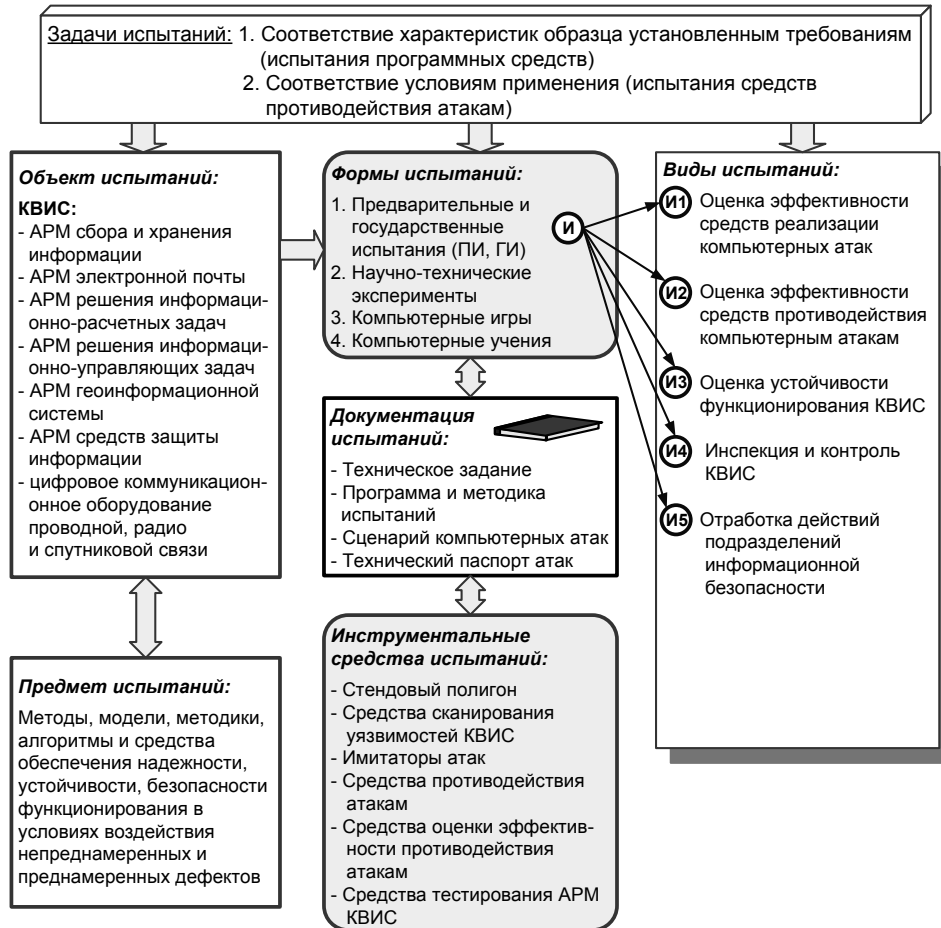 Задачи испытаний: 1. Соответствие характеристик образца установленным требованиям
(испытания программных средств)
2. Соответствие условиям применения (испытания средств
противодействия атакам)
Объект испытаний:
КВИС:
- АРМ сбора и хранения
информации
- АРМ электронной почты
- АРМ решения информаци-
онно-расчетных задач
- АРМ решения информаци-
онно-управляющих задач
- АРМ геоинформационной
системы
- АРМ средств защиты
информации
- цифровое коммуникацион-
онное оборудование
проводной, радио
и спутниковой связи
Предмет испытаний:
Методы, модели, методики,
алгоритмы и средства
обеспечения надежности,
устойчивости, безопасности
функционирования в
условиях воздействия
непреднамеренных и
преднамеренных дефектов
Формы испытаний:
1. Предварительные и
государственные
испытания (ПИ, ГИ)
2. Научно-технические
эксперименты
3. Компьютерные игры
4. Компьютерные учения
И
Документация
испытаний:
- Техническое задание
- Программа и методика
испытаний
- Сценарий компьютерных атак
- Технический паспорт атак
Инструментальные
средства испытаний:
- Стендовый полигон
- Средства сканирования
уязвимостей КВИС
- Имитаторы атак
- Средства противодействия
атакам
- Средства оценки эффектив-
ности противодействия
атакам
- Средства тестирования АРМ
КВИС
Виды испытаний:
И1 Оценка эффективности
средств реализации
компьютерных атак
И2 Оценка эффективности
средств противодействия
компьютерным атакам
И3 Оценка устойчивости
функционирования КВИС
И4 Инспекция и контроль
КВИС
И5 Отработка действий
подразделений
информационной
безопасности